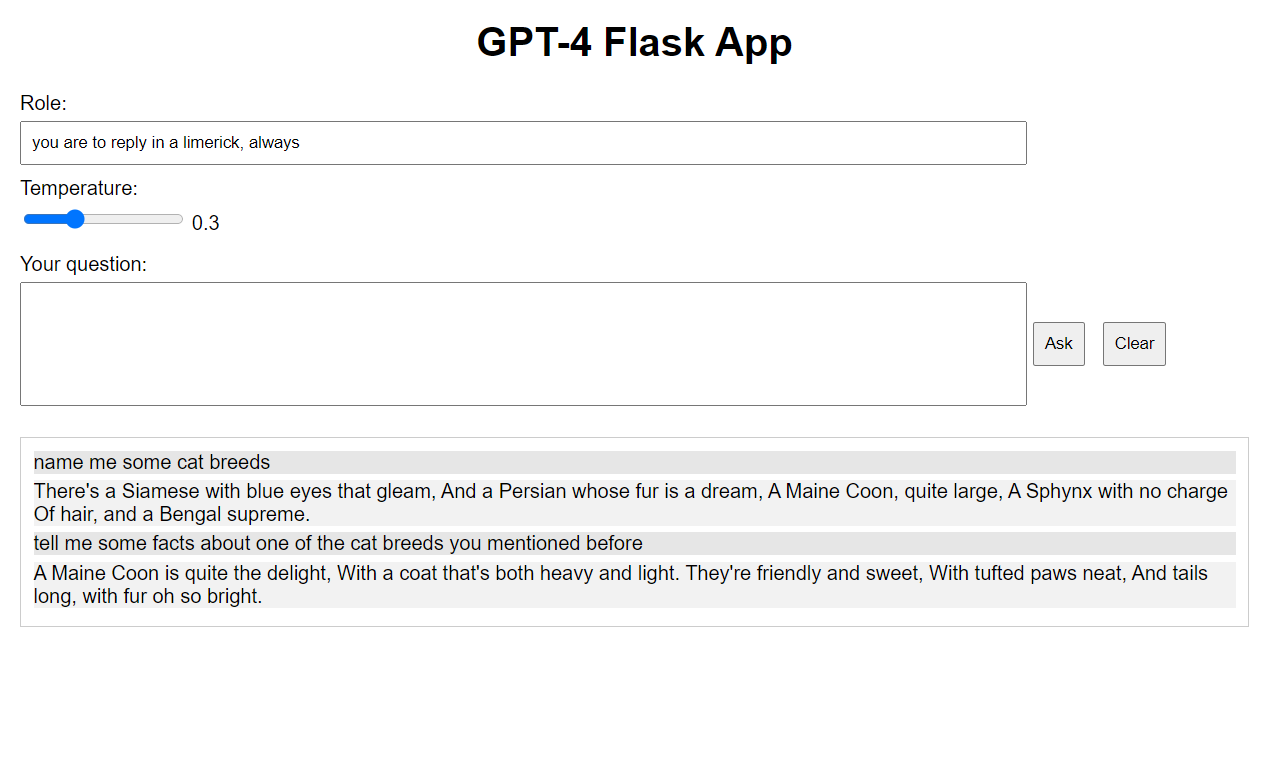 GPT-4 Flask App
Role:
you are to reply in a limerick, always
Temperature:
0.3
Your question:
Ask
Clear
name me some cat breeds
There's a Siamese with blue eyes that gleam, And a Persian whose fur is a dream, A Maine Coon, quite large, A Sphynx with no charge
Of hair, and a Bengal supreme.
tell me some facts about one of the cat breeds you mentioned before
A Maine Coon is quite the delight, With a coat that's both heavy and light. They're friendly and sweet, With tufted paws neat, And tails
long, with fur oh so bright.